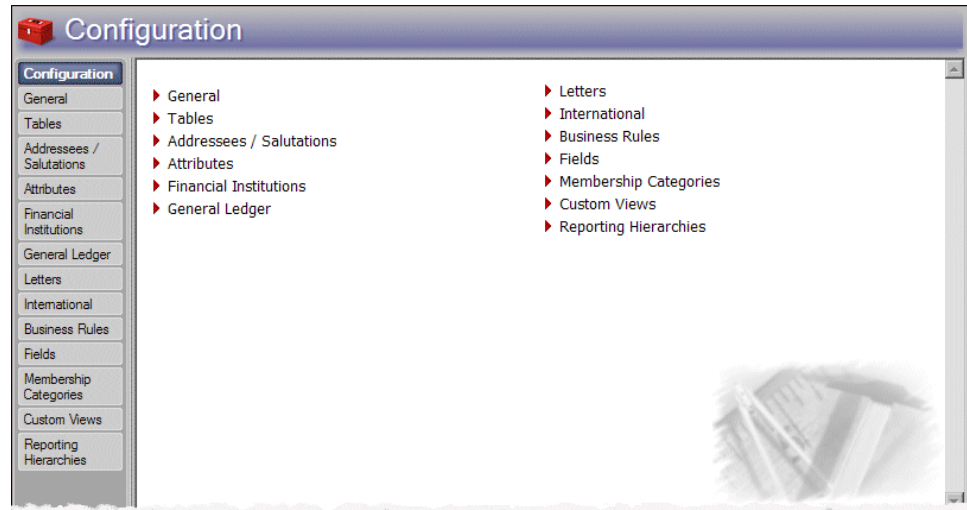 Configuration
Configuration
General
Tables
Addressees /
Salutations
Attributes
Financial
Institutions
General Ledger
Letters
International
Business Rules
Fields
Membership
Categories
Custom Views
Reporting
Hierarchies
General
Tables
Addressees / Salutations
Attributes
Financial Institutions
General Ledger
Letters
International
Business Rules
Fields
Membership Categories
Custom Views
Reporting Hierarchies